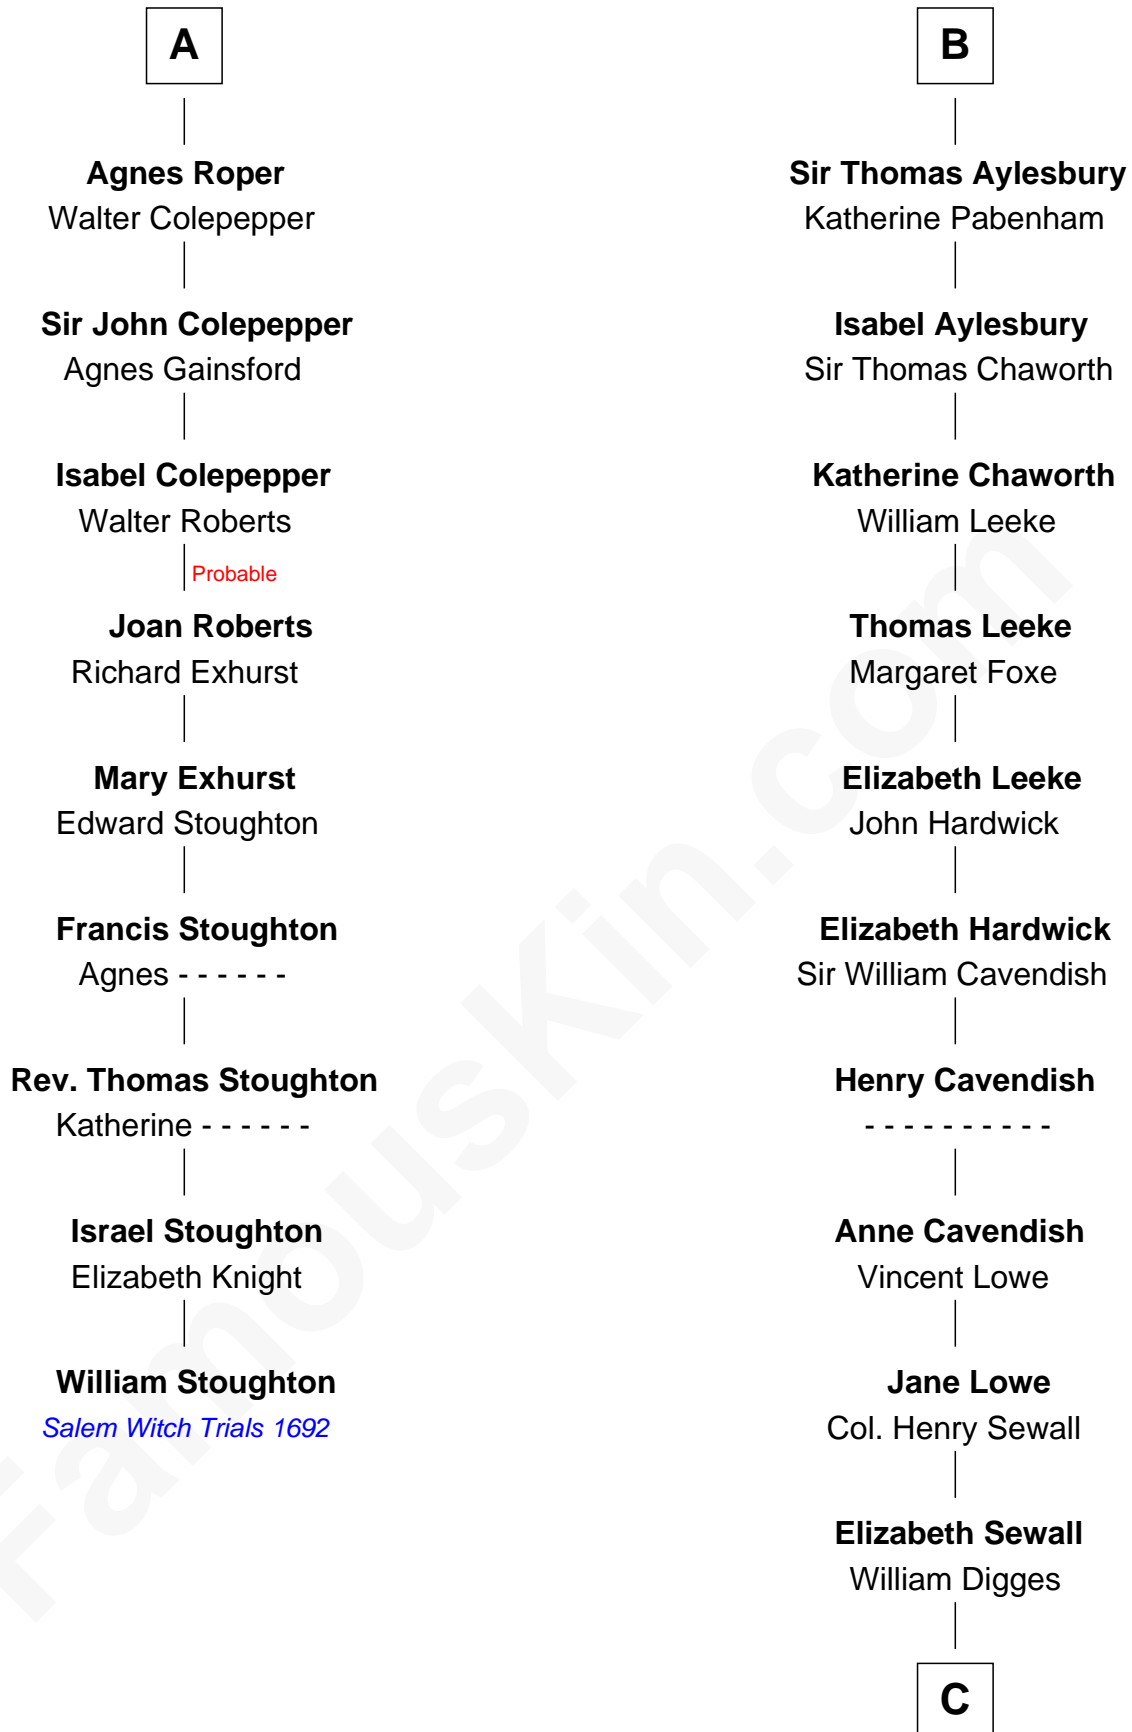 A
Agnes Roper
Walter Colepepper
Sir John Colepepper
Agnes Gainsford
Isabel Colepepper
Walter Roberts
Probable
Joan Roberts
Richard Exhurst
Mary Exhurst
Edward Stoughton
Francis Stoughton
Agnes - - - - - -
Rev. Thomas Stoughton
Katherine - - - - - -
Israel Stoughton
Elizabeth Knight
William Stoughton
Salem Witch Trials 1692
B
Sir Thomas Aylesbury
Katherine Pabenham
Isabel Aylesbury
Sir Thomas Chaworth
Katherine Chaworth
William Leeke
Thomas Leeke
Margaret Foxe
Elizabeth Leeke
John Hardwick
Elizabeth Hardwick
Sir William Cavendish
Henry Cavendish
- - - - - - - - - -
Anne Cavendish
Vincent Lowe
Jane Lowe
Col. Henry Sewall
Elizabeth Sewall
William Digges
C
FamousKin.com